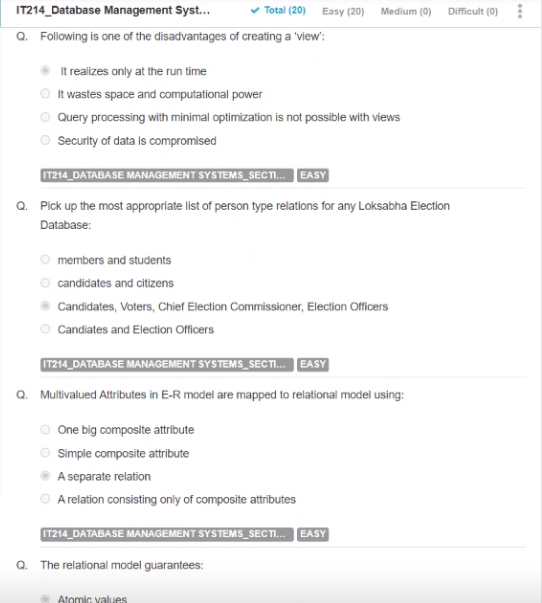 IT214_Database Management Syst...
Total (20)
Easy (20)
Medium (0)
Difficult (0)
Q. Following is one of the disadvantages of creating a 'view':
It realizes only at the run time
It wastes space and computational power
Query processing with minimal optimization is not possible with views
Security of data is compromised
IT214_DATABASE MANAGEMENT SYSTEMS_SECTI... EASY
Q. Pick up the most appropriate list of person type relations for any Loksabha Election
Database:
members and students
candidates and citizens
Candidates, Voters, Chief Election Commissioner, Election Officers
Candiates and Election Officers
IT214_DATABASE MANAGEMENT SYSTEMS_SECTI... EASY
Q. Multivalued Attributes in E-R model are mapped to relational model using:
One big composite attribute
Simple composite attribute
A separate relation
A relation consisting only of composite attributes
IT214_DATABASE MANAGEMENT SYSTEMS_SECTI... EASY
Q. The relational model guarantees:
Atomic values